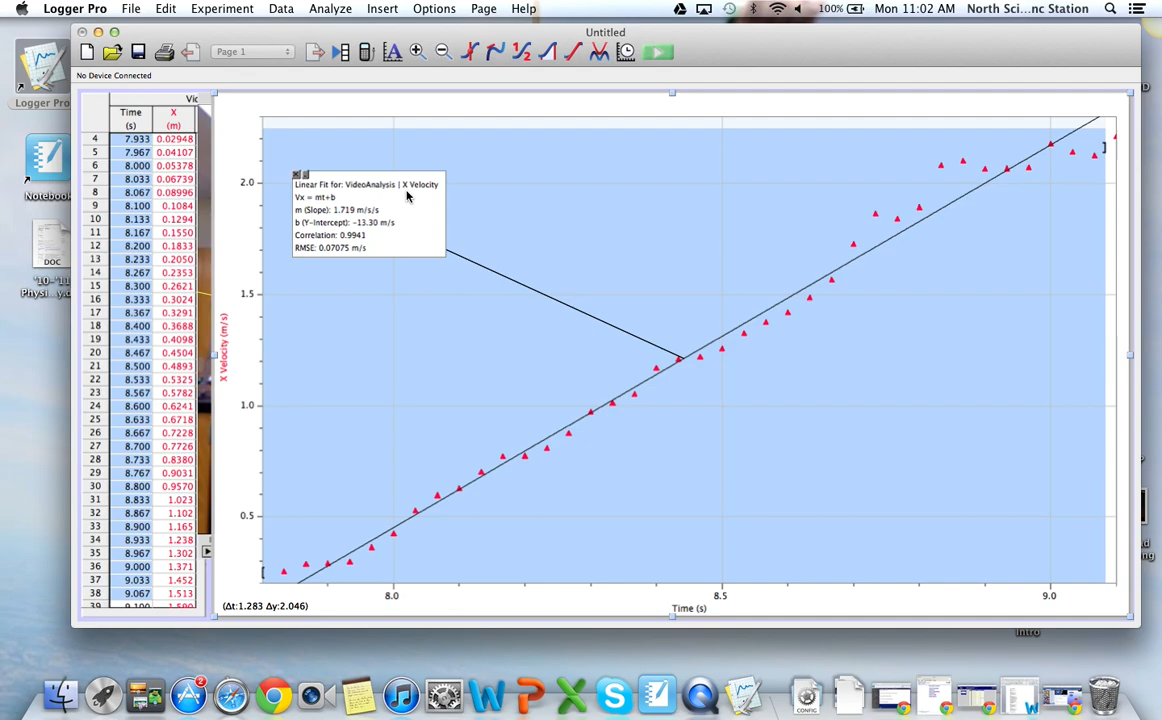 Logger Pro File Edit Experiment Data Analyze Insert Options Page Help 100% Mon 11:02 AM North Sci...nc Station
Untitled
Page 1
No Device Connected
Logger Pro
Notebook
DOC
'10-'11
Physi...y.d
Intro
Time X
(s) (m)
4 7.933 0.02948
5 7.967 0.04107
6 8.000 0.05378
7 8.033 0.06739
8 8.067 0.08996
9 8.100 0.1084
10 8.133 0.1294
11 8.167 0.1550
12 8.200 0.1833
13 8.233 0.2050
14 8.267 0.2353
15 8.300 0.2621
16 8.333 0.3024
17 8.367 0.3291
18 8.400 0.3688
19 8.433 0.4098
20 8.467 0.4504
21 8.500 0.4893
22 8.533 0.5325
23 8.567 0.5782
24 8.600 0.6241
25 8.633 0.6718
26 8.667 0.7228
27 8.700 0.7726
28 8.733 0.8380
29 8.767 0.9031
30 8.800 0.9570
31 8.833 1.023
32 8.867 1.102
33 8.900 1.165
34 8.933 1.238
35 8.967 1.302
36 9.000 1.371
37 9.033 1.452
38 9.067 1.513
39 9.100 1.590
Linear Fit for: VideoAnalysis | X Velocity
Vx = mt+b
m (Slope): 1.719 m/s/s
b (Y-Intercept): -13.30 m/s
Correlation: 0.9941
RMSE: 0.07075 m/s
X Velocity (m/s)
2.0
1.5
1.0
0.5
8.0 8.5 9.0
(Δt:1.283 Δy:2.046)
Time (s)
2
CONFIG